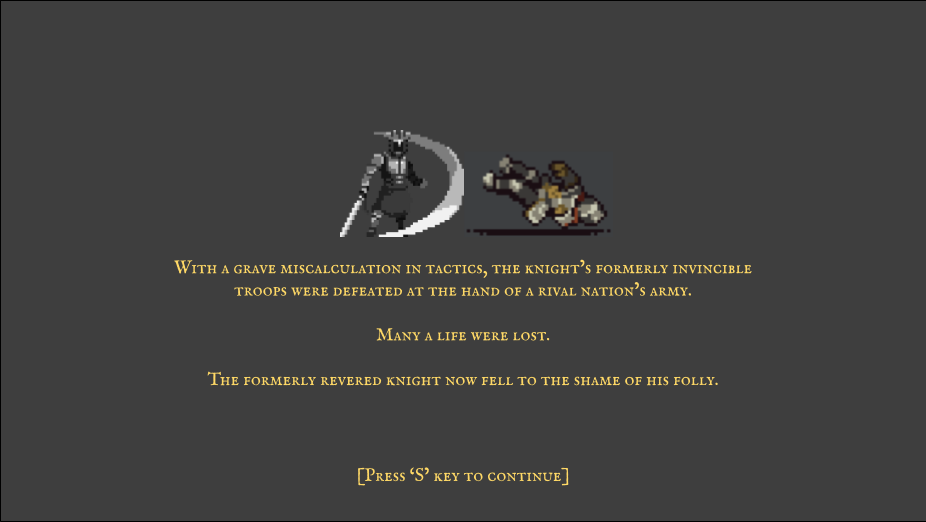 With a grave miscalculation in tactics, the knight's formerly invincible
troops were defeated at the hand of a rival nation's army.
Many a life were lost.
The formerly revered knight now fell to the shame of his folly.
[Press ‘S’ key to continue]